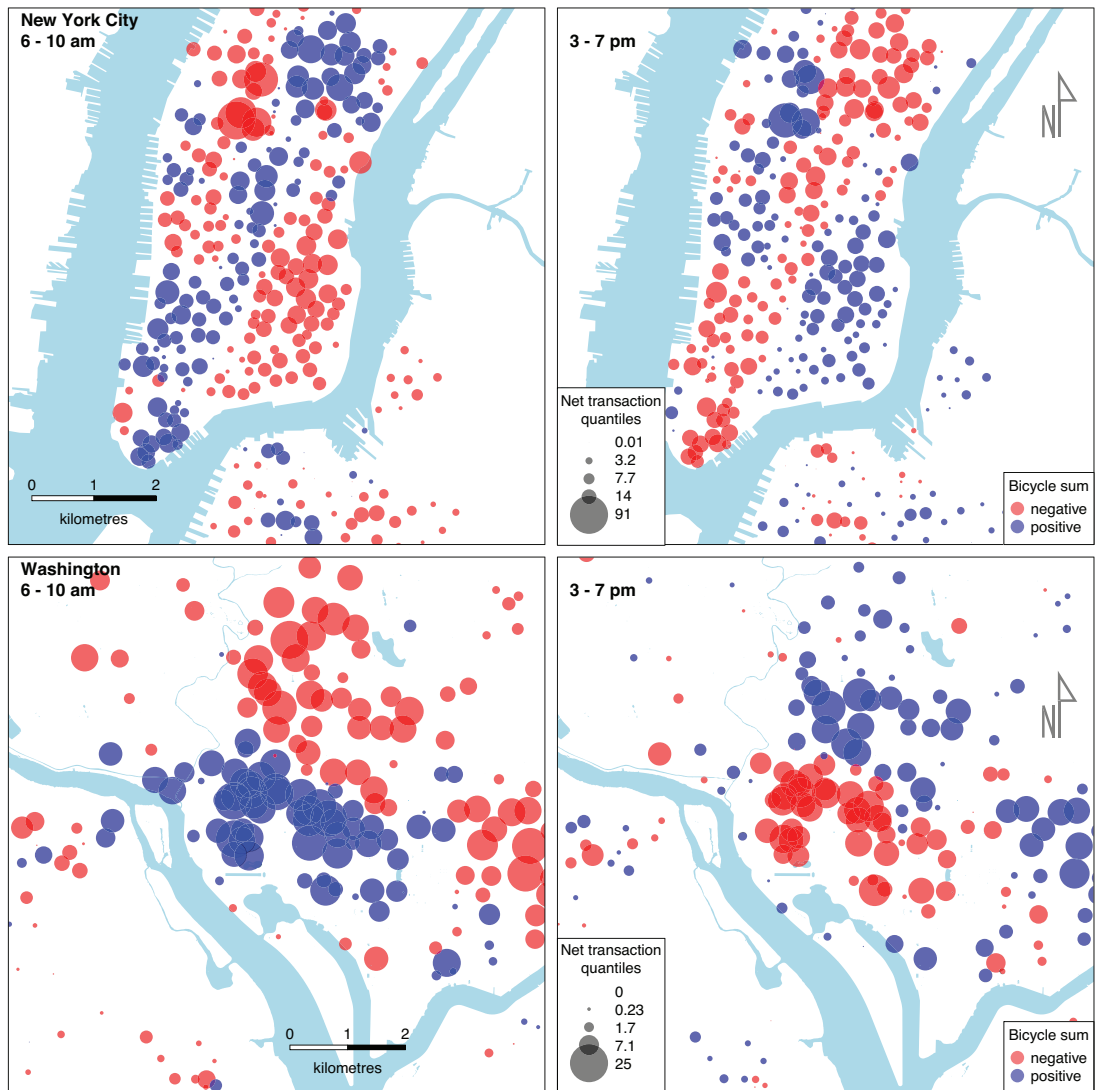 New York City
6 - 10 am
0 1 2
kilometres
3 - 7 pm
N
Net transaction
quantiles
0.01
3.2
7.7
14
91
Bicycle sum
negative
positive
Washington
6 - 10 am
0 1 2
kilometres
3 - 7 pm
N
Net transaction
quantiles
0
0.23
1.7
7.1
25
Bicycle sum
negative
positive